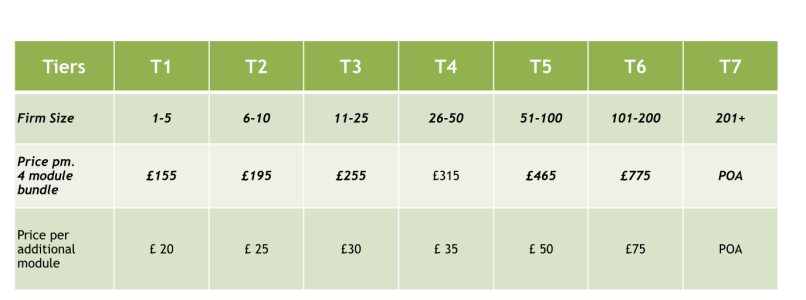 Tiers T1 T2 T3 T4 T5 T6 T7
Firm Size 1-5 6-10 11-25 26-50 51-100 101-200 201+
Price pm.
4 module £155 £195 £255 £315 £465 £775 POA
bundle
Price per
additional £ 20 £ 25 £30 £ 35 £ 50 £75 POA
module